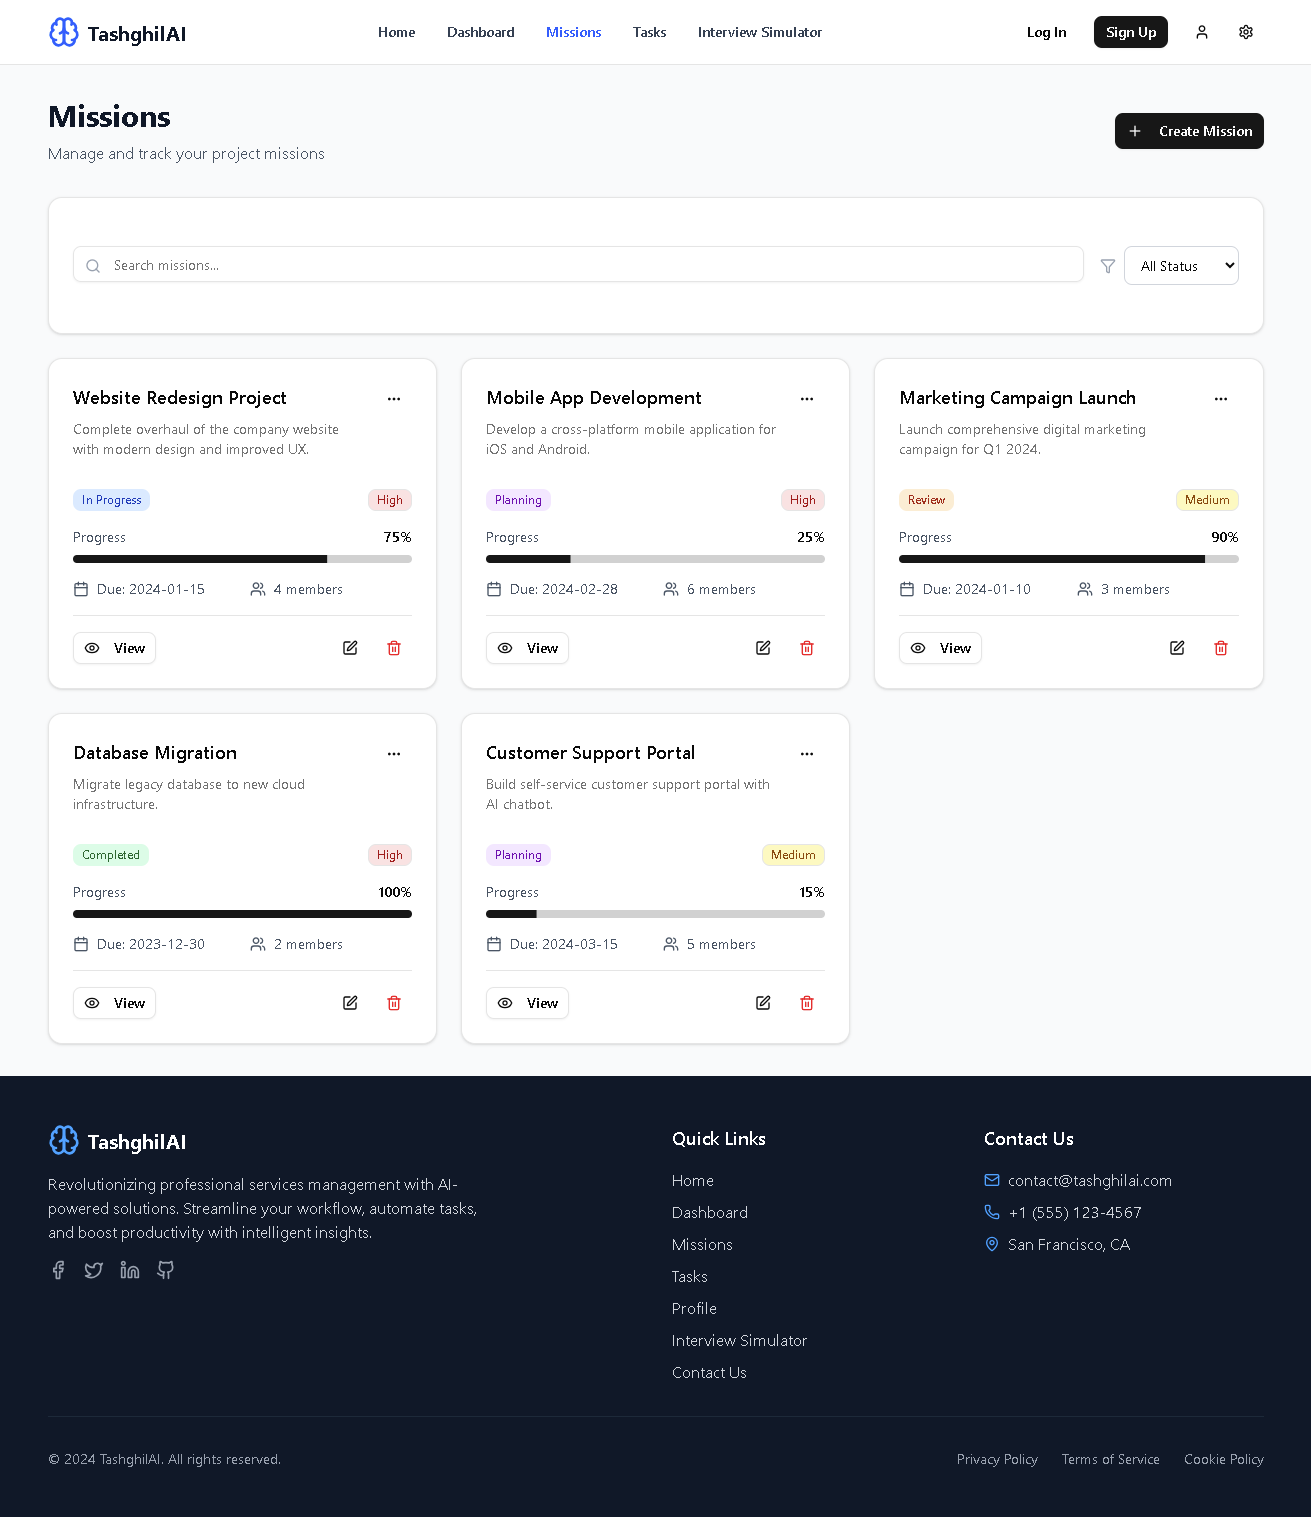 TashghilAI
Home Dashboard Missions Tasks Interview Simulator
Log In Sign Up
Missions
Manage and track your project missions
Create Mission
Search missions...
All Status
Website Redesign Project
Complete overhaul of the company website
with modern design and improved UX.
In Progress High
Progress 75%
Due: 2024-01-15 4 members
View
Mobile App Development
Develop a cross-platform mobile application for
iOS and Android.
Planning High
Progress 25%
Due: 2024-02-28 6 members
View
Marketing Campaign Launch
Launch comprehensive digital marketing
campaign for Q1 2024.
Review Medium
Progress 90%
Due: 2024-01-10 3 members
View
Database Migration
Migrate legacy database to new cloud
infrastructure.
Completed High
Progress 100%
Due: 2023-12-30 2 members
View
Customer Support Portal
Build self-service customer support portal with
AI chatbot.
Planning Medium
Progress 15%
Due: 2024-03-15 5 members
View
TashghilAI
Revolutionizing professional services management with AI-
powered solutions. Streamline your workflow, automate tasks,
and boost productivity with intelligent insights.
Quick Links
Home
Dashboard
Missions
Tasks
Profile
Interview Simulator
Contact Us
Contact Us
contact@tashghilai.com
+1 (555) 123-4567
San Francisco, CA
© 2024 TashghilAI. All rights reserved.
Privacy Policy Terms of Service Cookie Policy